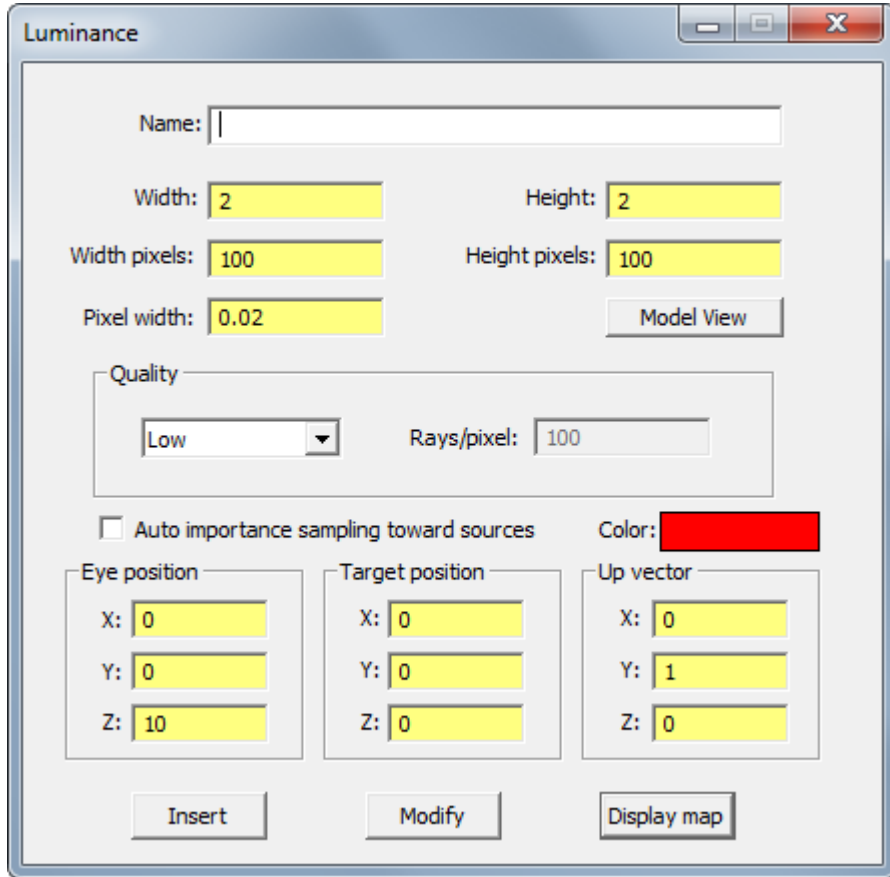 Luminance
Name:
Width: 2 Height: 2
Width pixels: 100 Height pixels: 100
Pixel width: 0.02 Model View
Quality
Low Rays/pixel: 100
Auto importance sampling toward sources Color:
Eye position Target position Up vector
X: 0 X: 0 X: 0
Y: 0 Y: 0 Y: 1
Z: 10 Z: 0 Z: 0
Insert Modify Display map